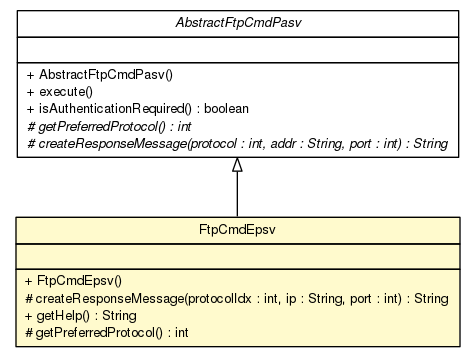 AbstractFtpCmdPasv
+ AbstractFtpCmdPasv()
+ execute()
+ isAuthenticationRequired() : boolean
# getPreferredProtocol() : int
# createResponseMessage(protocol : int, addr : String, port : int) : String
FtpCmdEpsv
+ FtpCmdEpsv()
# createResponseMessage(protocolIdx : int, ip : String, port : int) : String
+ getHelp() : String
# getPreferredProtocol() : int